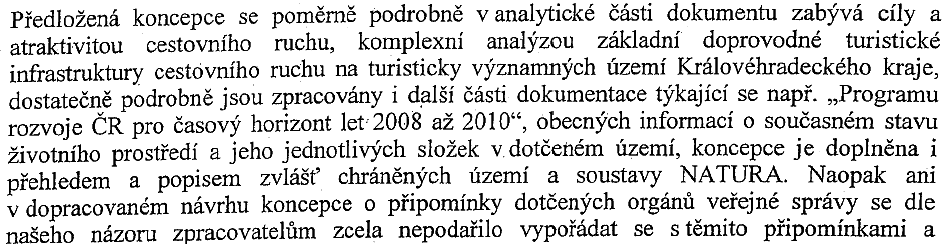 Předložená koncepce se poměrně podrobně v analytické části dokumentu zabývá cíly a
atraktivitou cestovního ruchu, komplexní analýzou základní doprovodné turistické
infrastruktury cestovního ruchu na turisticky významných území Královéhradeckého kraje,
dostatečně podrobně jsou zpracovány i další části dokumentace týkající se např. „Programu
rozvoje ČR pro časový horizont let 2008 až 2010“, obecných informací o současném stavu
životního prostředí a jeho jednotlivých složek v dotčeném území, koncepce je doplněna i
přehledem a popisem zvlášť chráněných území a soustavy NATURA. Naopak ani
v dopracovaném návrhu koncepce o připomínky dotčených orgánů veřejné správy se dle
našeho názoru zpracovatelům zcela nepodařilo vypořádat se s těmito připomínkami a